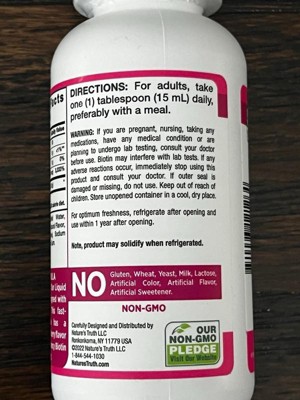 DIRECTIONS: For adults, take
one (1) tablespoon (15 mL) daily,
preferably with a meal.
WARNING: If you are pregnant, nursing, taking any
medications, have any medical condition or are
planning to undergo lab testing, consult your doctor
before use. Biotin may interfere with lab tests. If any
adverse reactions occur, immediately stop using this
product and consult your doctor. If outer seal is
damaged or missing, do not use. Keep out of reach of
children. Store unopened container in a cool, dry place.
For optimum freshness, refrigerate after opening and
use within 1 year after opening.
Note, product may solidify when refrigerated.
NO Gluten, Wheat, Yeast, Milk, Lactose,
Artificial Color, Artificial Flavor,
Artificial Sweetener.
NON-GMO
Carefully Designed and Distributed by
Nature's Truth LLC
Ronkonkoma, NY 11779 USA
©2022 Nature's Truth LLC
1-844-544-1030
NaturesTruth.com
OUR
NON-GMO
PLEDGE
Visit Our Website